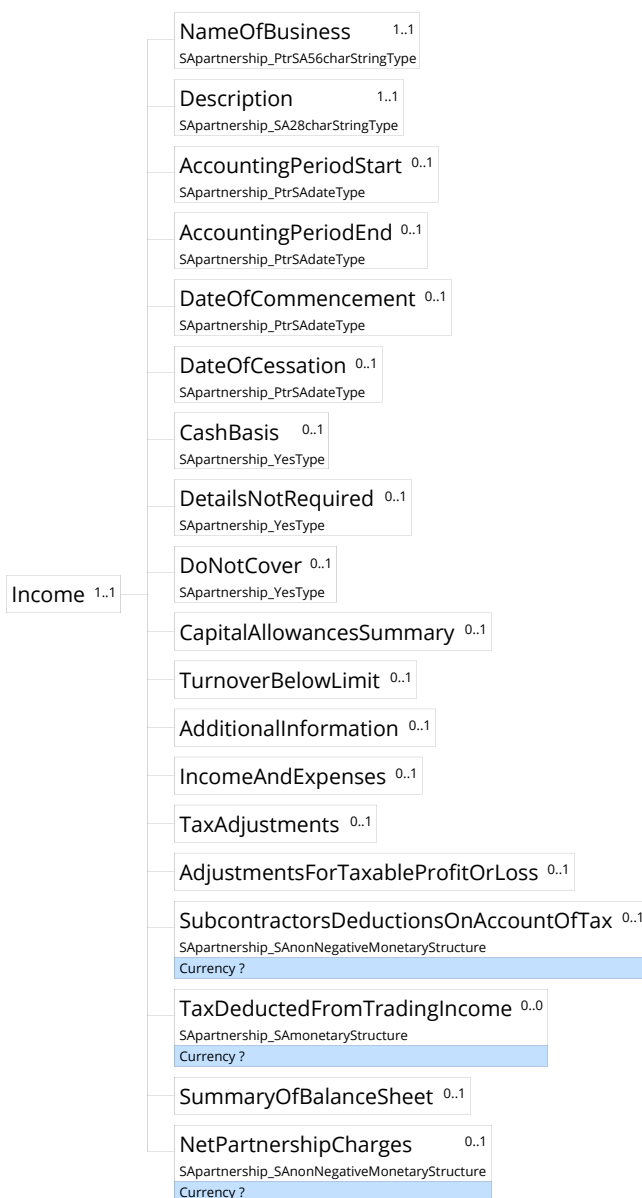 NameOfBusiness 1..1
SApartnership_PtrSA56charStringType
Description 1..1
SApartnership_SA28charStringType
AccountingPeriodStart 0..1
SApartnership_PtrSAdateType
AccountingPeriodEnd 0..1
SApartnership_PtrSAdateType
DateOfCommencement 0..1
SApartnership_PtrSAdateType
DateOfCessation 0..1
SApartnership_PtrSAdateType
CashBasis 0..1
SApartnership_YesType
DetailsNotRequired 0..1
SApartnership_YesType
DoNotCover 0..1
SApartnership_YesType
Income 1..1
CapitalAllowancesSummary 0..1
TurnoverBelowLimit 0..1
AdditionalInformation 0..1
IncomeAndExpenses 0..1
TaxAdjustments 0..1
AdjustmentsForTaxableProfitOrLoss 0..1
SubcontractorsDeductionsOnAccountOfTax 0..1
SApartnership_SAnonNegativeMonetaryStructure
Currency ?
TaxDeductedFromTradingIncome 0..0
SApartnership_SAmonetaryStructure
Currency ?
SummaryOfBalanceSheet 0..1
NetPartnershipCharges 0..1
SApartnership_SAnonNegativeMonetaryStructure
Currency ?